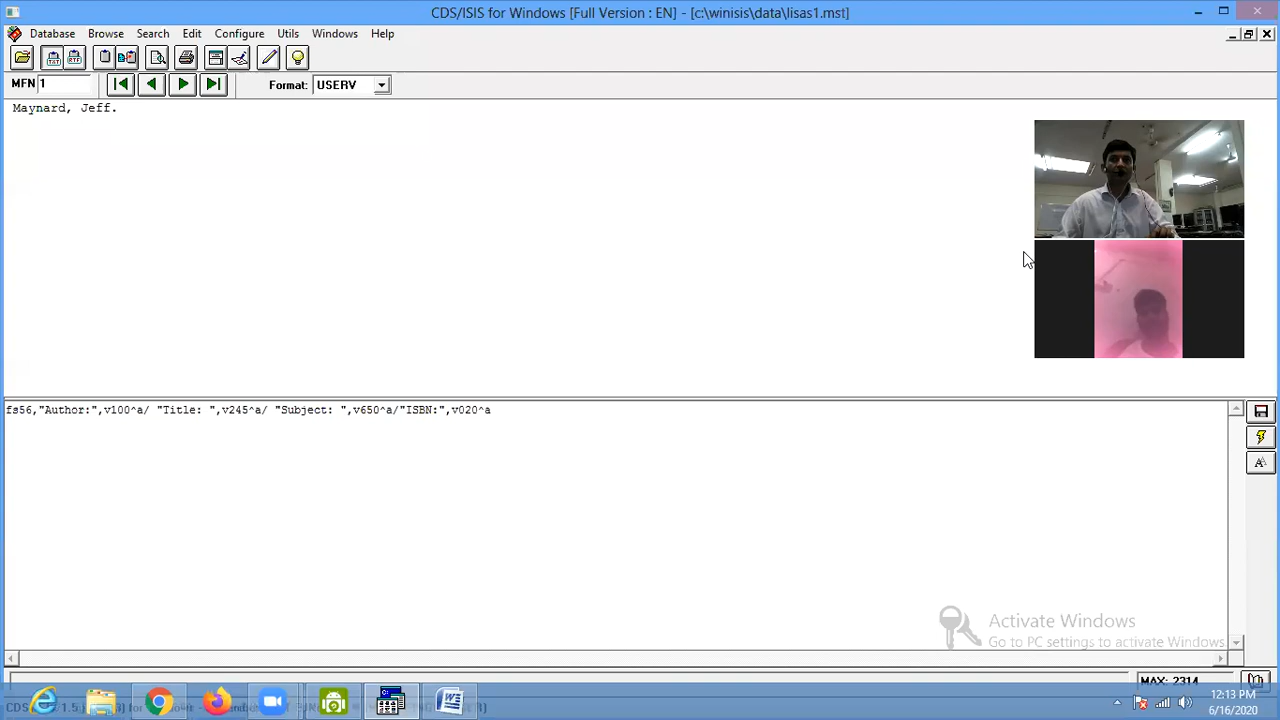 CDS/ISIS for Windows [Full Version : EN] - [c:\winisis\data\lisas1.mst]
Database Browse Search Edit Configure Utils Windows Help
MFN 1 Format: USERV
Maynard, Jeff.
fs56,"Author:",v100^a/ "Title: ",v245^a/ "Subject: ",v650^a/"ISBN:",v020^a
Activate Windows
Go to PC settings to activate Windows
MAX: 2314
12:13 PM
6/16/2020